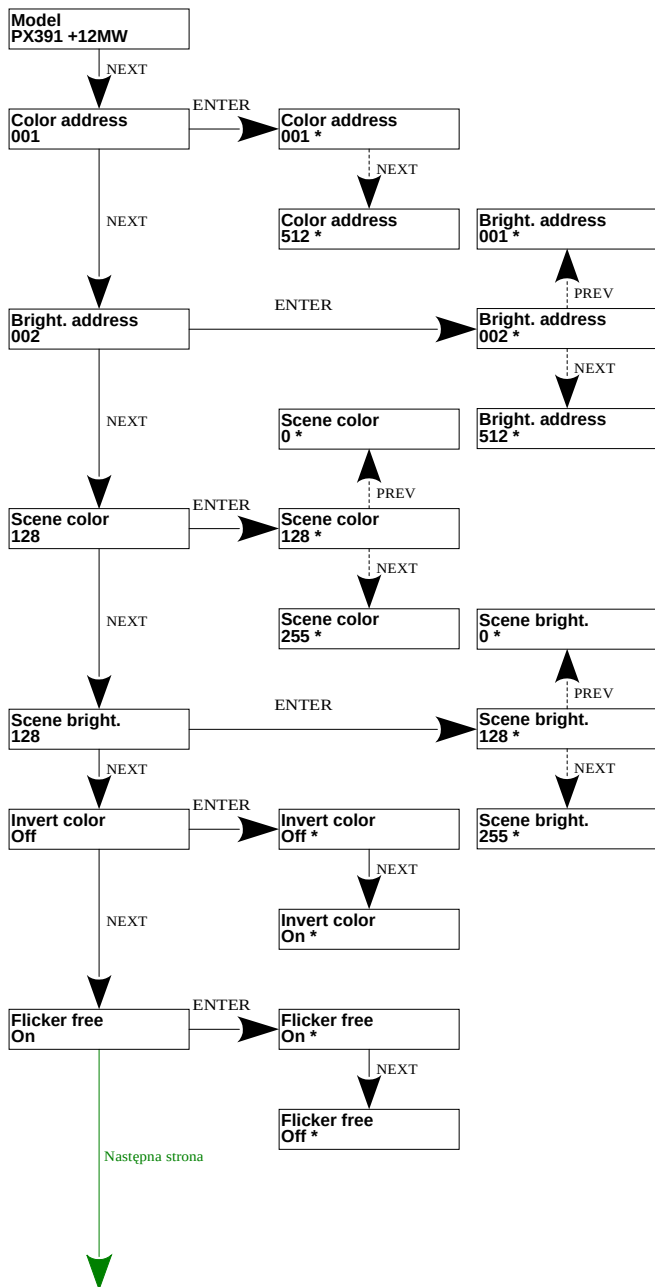 Model
PX391 +12MW
NEXT
Color address
001
ENTER
Color address
001 *
NEXT
Color address
512 *
Bright. address
001 *
NEXT
PREV
Bright. address
002
ENTER
Bright. address
002 *
NEXT
Bright. address
512 *
NEXT
Scene color
0 *
PREV
Scene color
128
ENTER
Scene color
128 *
NEXT
Scene color
255 *
NEXT
Scene bright.
0 *
PREV
Scene bright.
128
ENTER
Scene bright.
128 *
NEXT
NEXT
Invert color
Off
ENTER
Invert color
Off *
Scene bright.
255 *
NEXT
Invert color
On *
NEXT
Flicker free
On
ENTER
Flicker free
On *
NEXT
Flicker free
Off *
Następna strona